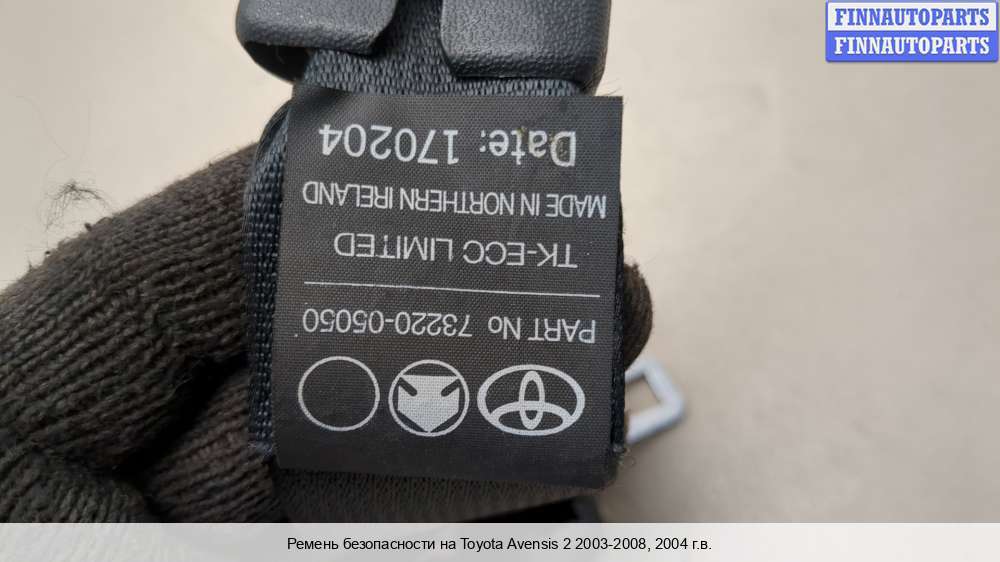 FINNAUTOPARTS
FINNAUTOPARTS
PART No 73220-05050
TK-ECC LIMITED
MADE IN NORTHERN IRELAND
Date: 170204
Ремень безопасности на Toyota Avensis 2 2003-2008, 2004 г.в.